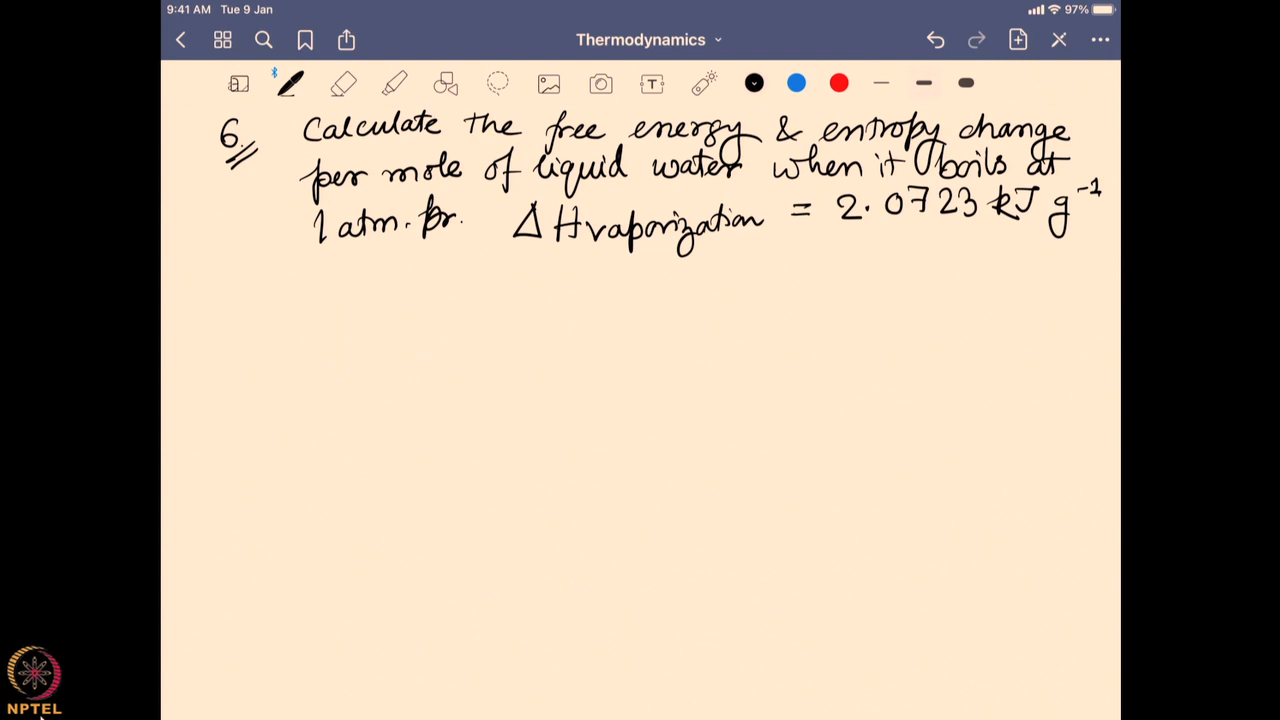 9:41 AM Tue 9 Jan
97%
Thermodynamics
T
6. Calculate the free energy & entropy change
per mole of liquid water when it boils at
1 atm. pr. ΔHvaporization = 2.0723 kJ g⁻¹
NPTEL